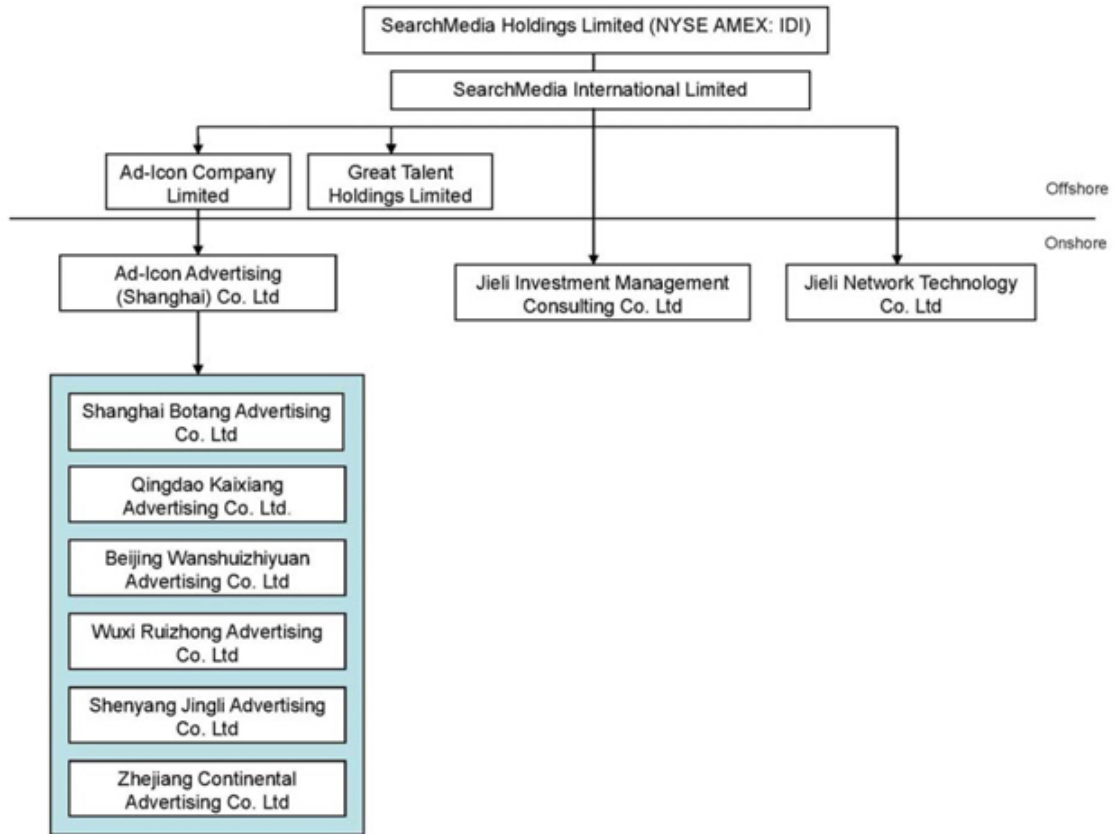 SearchMedia Holdings Limited (NYSE AMEX: IDI)
SearchMedia International Limited
Ad-Icon Company
Limited
Great Talent
Holdings Limited
Offshore
Onshore
Ad-Icon Advertising
(Shanghai) Co. Ltd
Jieli Investment Management
Consulting Co. Ltd
Jieli Network Technology
Co. Ltd
Shanghai Botang Advertising
Co. Ltd
Qingdao Kaixiang
Advertising Co. Ltd.
Beijing Wanshuizhiyuan
Advertising Co. Ltd
Wuxi Ruizhong Advertising
Co. Ltd
Shenyang Jingli Advertising
Co. Ltd
Zhejiang Continental
Advertising Co. Ltd